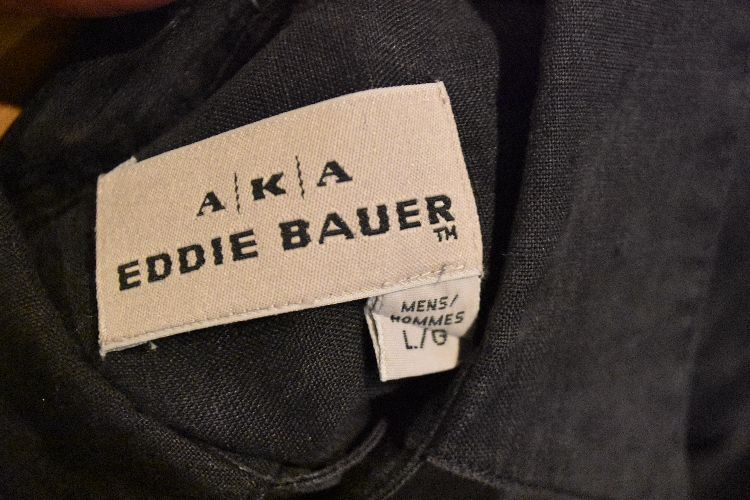 A|K|A
EDDIE BAUER™
MENS/
HOMMES
L/G